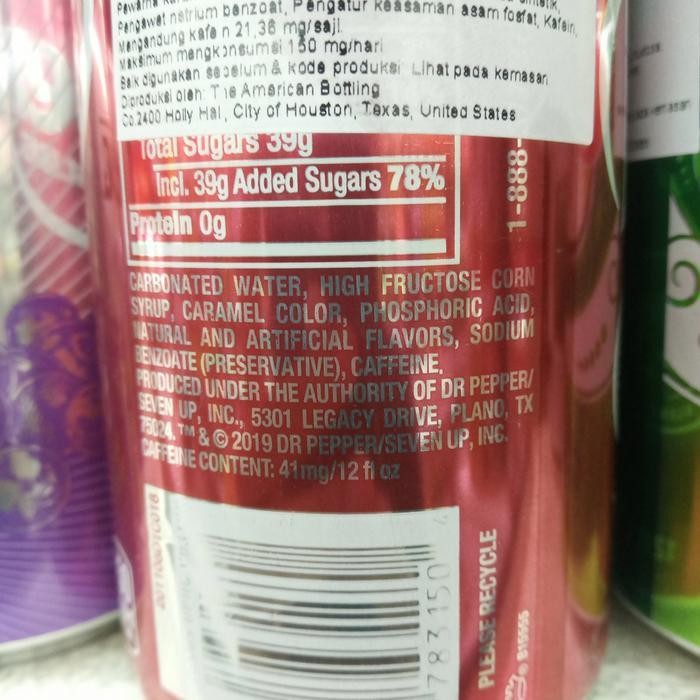 Pengawet natrium benzoat, Pengatur keasaman asam fosfat, Kafein,
Mengandung kafein 21,36 mg/saji.
Maksimum mengkonsumsi 150 mg/hari
Baik digunakan sebelum & kode produksi Lihat pada kemasan
Diproduksi oleh: The American Bottling
Co.2400 Holly Hal, City of Houston, Texas, United States
Total Sugars 39g
Incl. 39g Added Sugars 78%
Protein 0g
1-888-
CARBONATED WATER, HIGH FRUCTOSE CORN
SYRUP, CARAMEL COLOR, PHOSPHORIC ACID,
NATURAL AND ARTIFICIAL FLAVORS, SODIUM
BENZOATE (PRESERVATIVE), CAFFEINE.
PRODUCED UNDER THE AUTHORITY OF DR PEPPER/
SEVEN UP, INC., 5301 LEGACY DRIVE, PLANO, TX
75024. ™ & © 2019 DR PEPPER/SEVEN UP, INC.
CAFFEINE CONTENT: 41mg/12 fl oz
783150
PLEASE RECYCLE
B15555